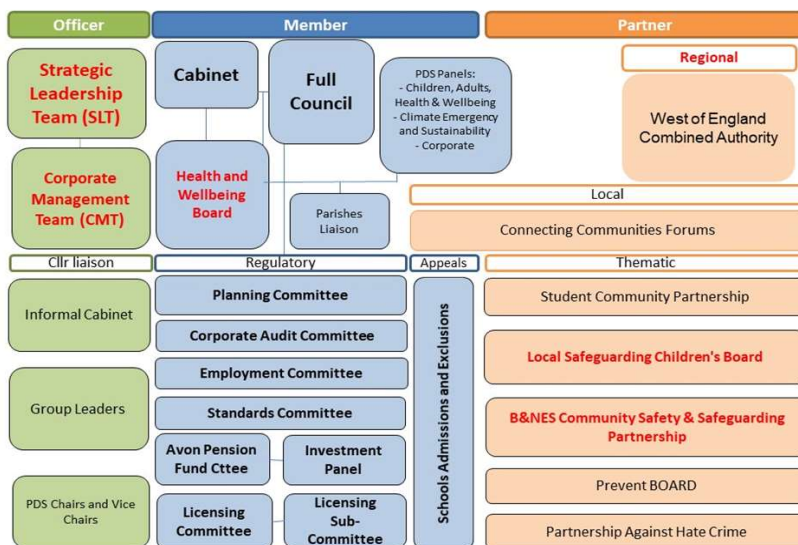 Officer
Member
Partner
Strategic
Leadership
Team (SLT)
Corporate
Management
Team (CMT)
Cabinet
Full
Council
Health and
Wellbeing
Board
PDS Panels:
- Children, Adults,
Health & Wellbeing
- Climate Emergency
and Sustainability
- Corporate
Parishes
Liaison
Regional
West of England
Combined Authority
Local
Connecting Communities Forums
Cllr liaison
Regulatory
Appeals
Thematic
Informal Cabinet
Group Leaders
PDS Chairs and Vice
Chairs
Planning Committee
Corporate Audit Committee
Employment Committee
Standards Committee
Avon Pension
Fund Cttee
Investment
Panel
Licensing
Committee
Licensing
Sub-
Committee
Schools Admissions and Exclusions
Student Community Partnership
Local Safeguarding Children's Board
B&NES Community Safety & Safeguarding
Partnership
Prevent BOARD
Partnership Against Hate Crime